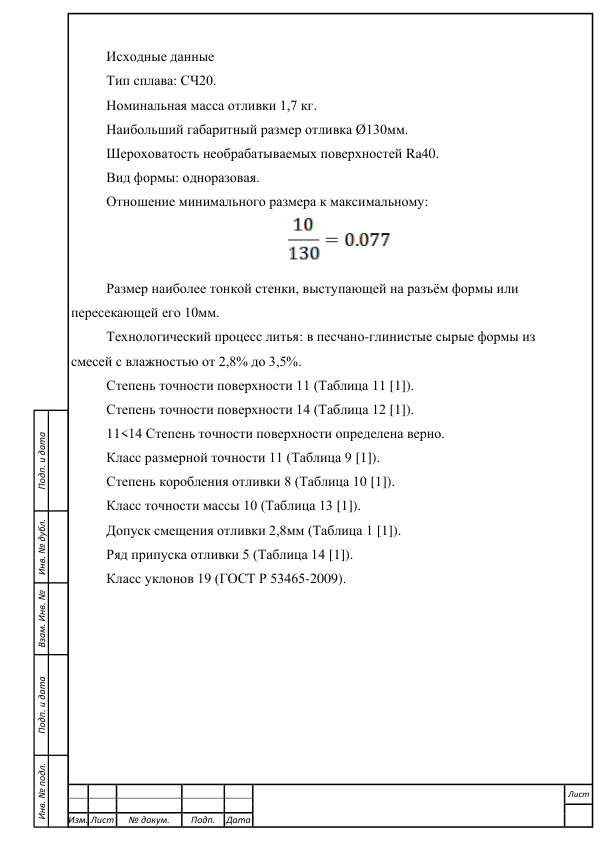 Исходные данные
Тип сплава: СЧ20.
Номинальная масса отливки 1,7 кг.
Наибольший габаритный размер отливка Ø130мм.
Шероховатость необрабатываемых поверхностей Ra40.
Вид формы: одноразовая.
Отношение минимального размера к максимальному:
10
130
= 0.077
Размер наиболее тонкой стенки, выступающей на разъём формы или
пересекающей его 10мм.
Технологический процесс литья: в песчано-глинистые сырые формы из
смесей с влажностью от 2,8% до 3,5%.
Степень точности поверхности 11 (Таблица 11 [1]).
Степень точности поверхности 14 (Таблица 12 [1]).
11<14 Степень точности поверхности определена верно.
Класс размерной точности 11 (Таблица 9 [1]).
Степень коробления отливки 8 (Таблица 10 [1]).
Класс точности массы 10 (Таблица 13 [1]).
Допуск смещения отливки 2,8мм (Таблица 1 [1]).
Ряд припуска отливки 5 (Таблица 14 [1]).
Класс уклонов 19 (ГОСТ Р 53465-2009).
Подп. и дата
Инв. № дубл.
Взам. Инв. №
Подп. и дата
Инв. № подл.
Изм. Лист № докум. Подп. Дата
Лист